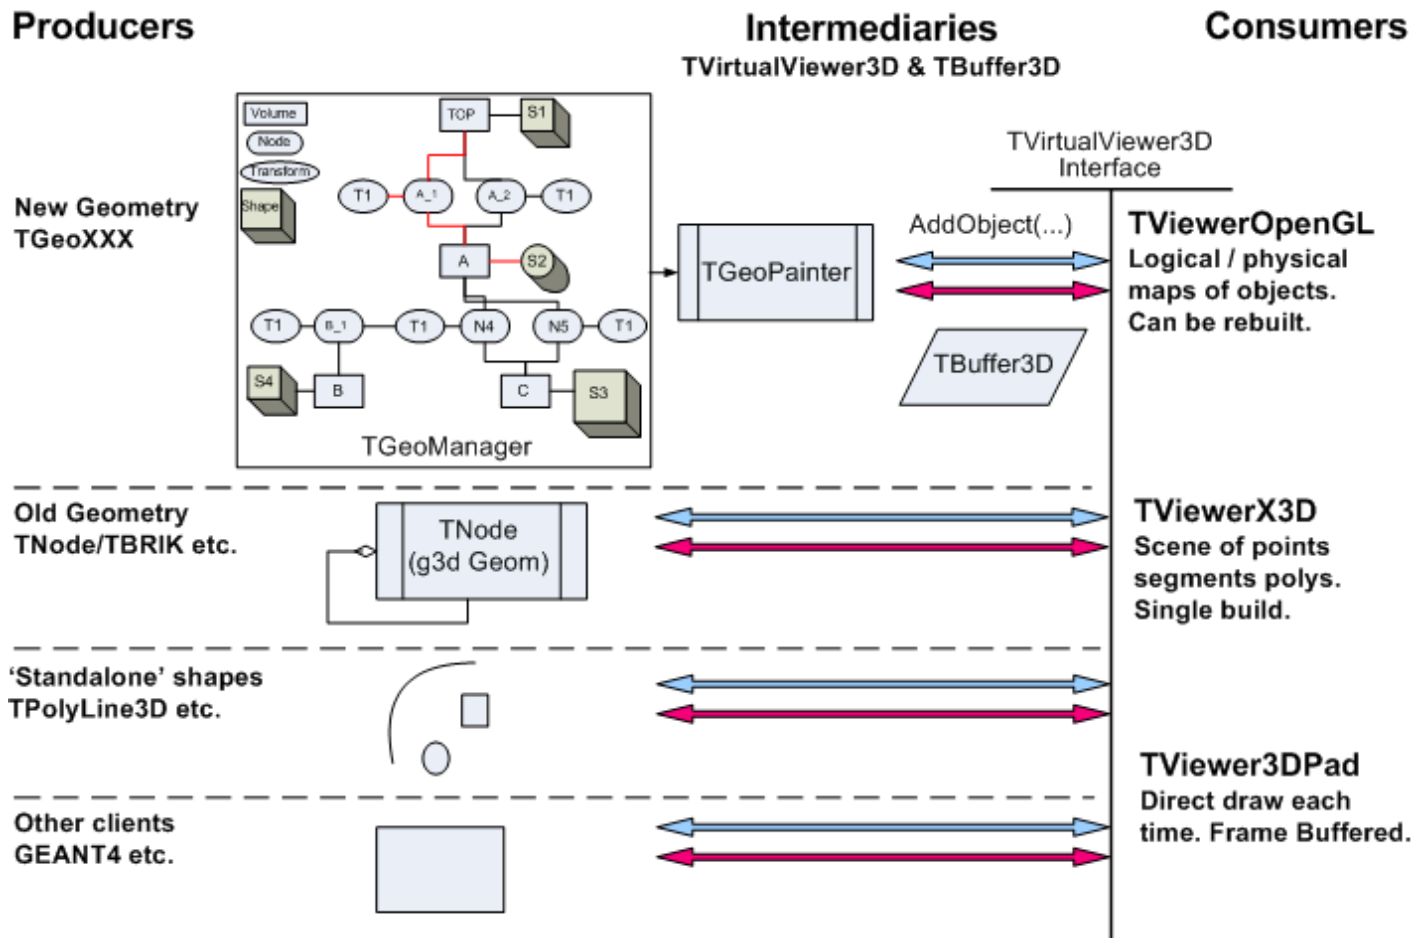 Producers
Intermediaries
Consumers
TVirtualViewer3D & TBuffer3D
Volume
Node
Transform
Shape
TOP
S1
T1
A_1
A_2
T1
A
S2
T1
B_1
T1
N4
N5
T1
S4
B
C
S3
TGeoManager
New Geometry
TGeoXXX
TGeoPainter
TVirtualViewer3D
Interface
AddObject(...)
TBuffer3D
TViewerOpenGL
Logical / physical
maps of objects.
Can be rebuilt.
Old Geometry
TNode/TBRIK etc.
TNode
(g3d Geom)
TViewerX3D
Scene of points
segments polys.
Single build.
‘Standalone’ shapes
TPolyLine3D etc.
TViewer3DPad
Direct draw each
time. Frame Buffered.
Other clients
GEANT4 etc.